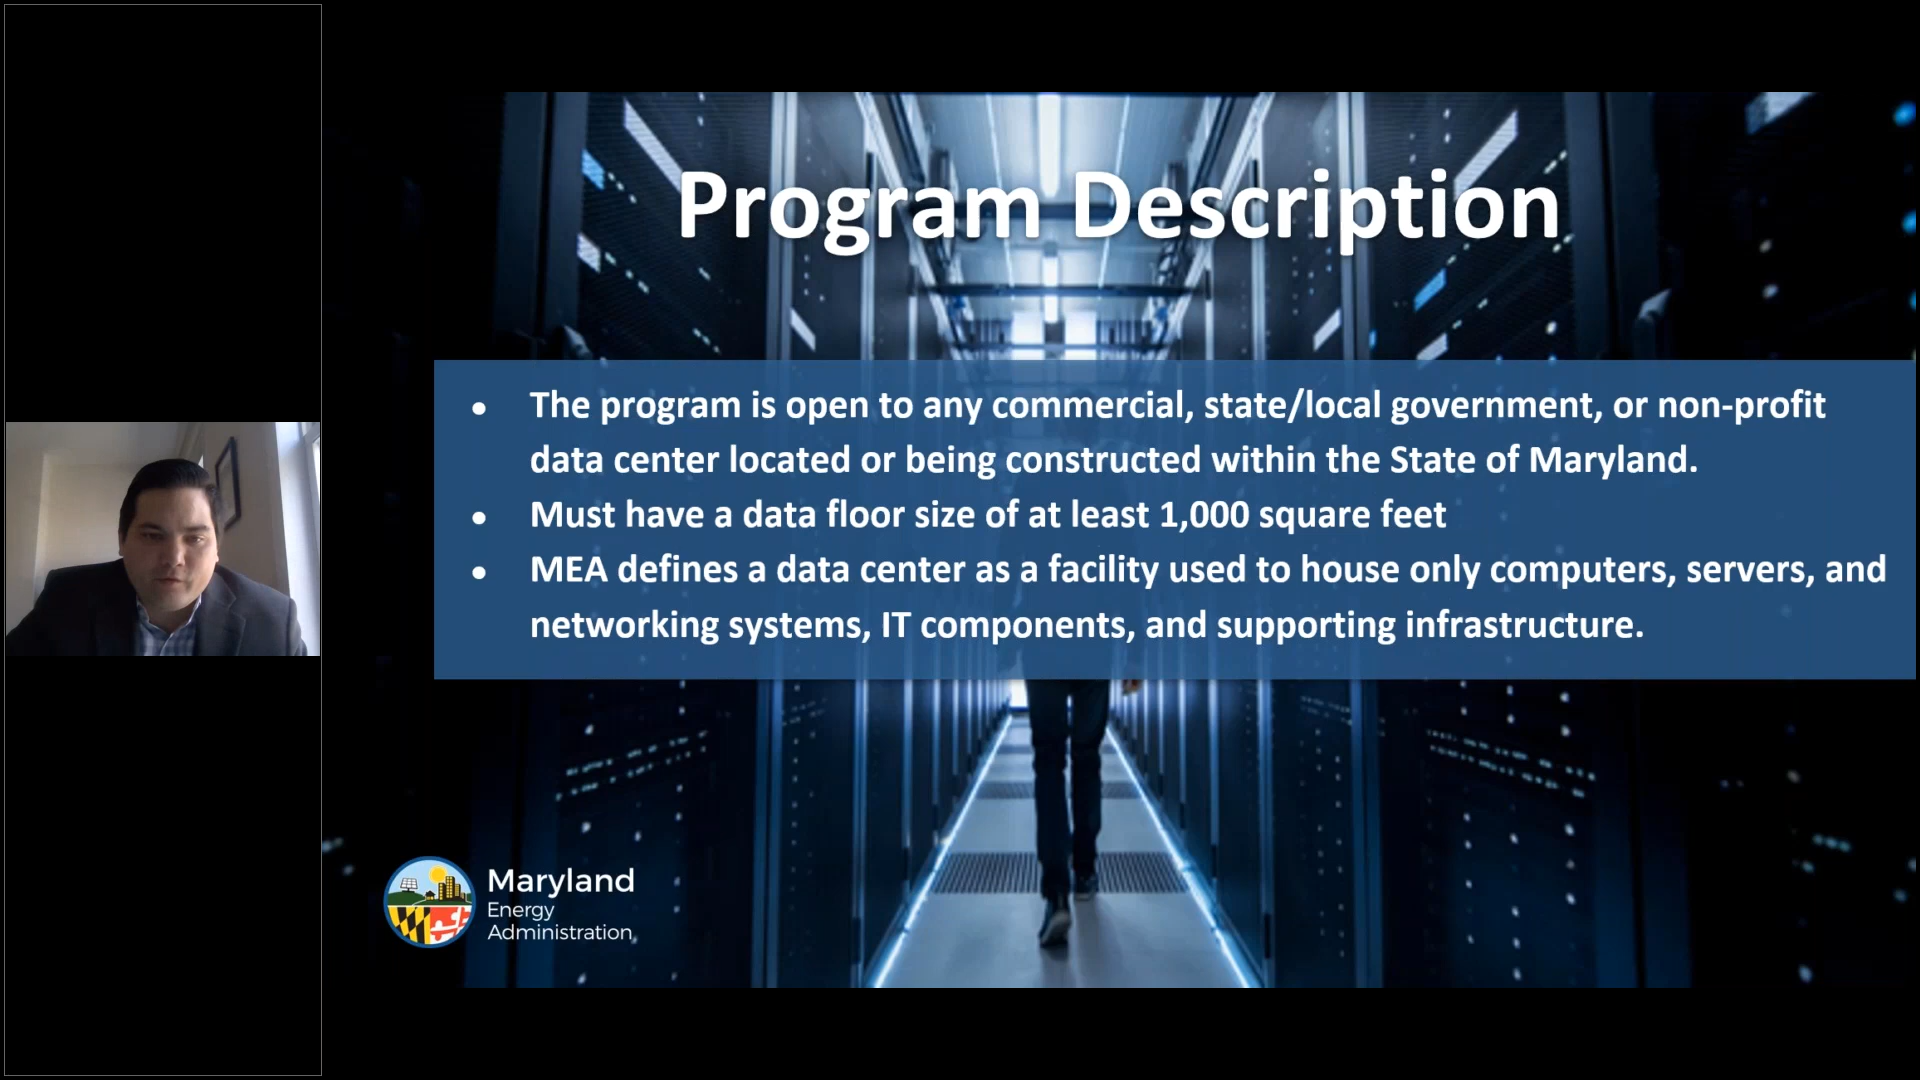 Program Description
● The program is open to any commercial, state/local government, or non-profit
data center located or being constructed within the State of Maryland.
● Must have a data floor size of at least 1,000 square feet
● MEA defines a data center as a facility used to house only computers, servers, and
networking systems, IT components, and supporting infrastructure.
Maryland
Energy
Administration